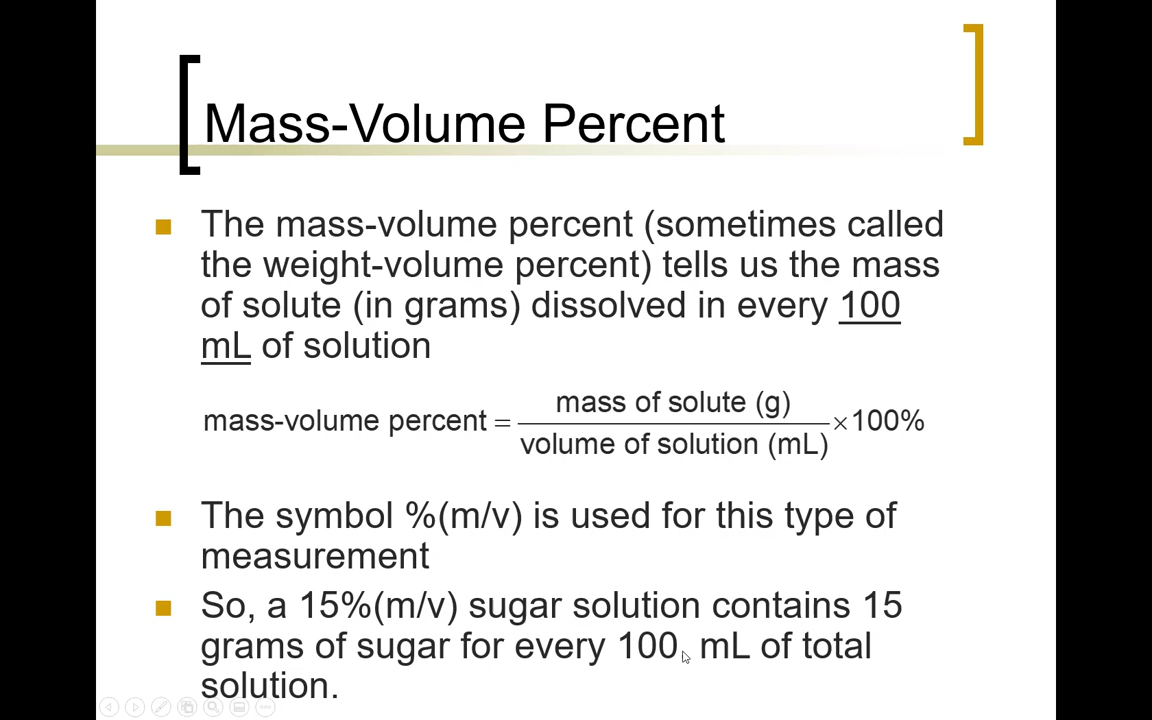 Mass-Volume Percent
The mass-volume percent (sometimes called
the weight-volume percent) tells us the mass
of solute (in grams) dissolved in every 100
mL of solution
mass-volume percent = mass of solute (g) / volume of solution (mL) ×100%
The symbol %(m/v) is used for this type of
measurement
So, a 15%(m/v) sugar solution contains 15
grams of sugar for every 100 mL of total
solution.